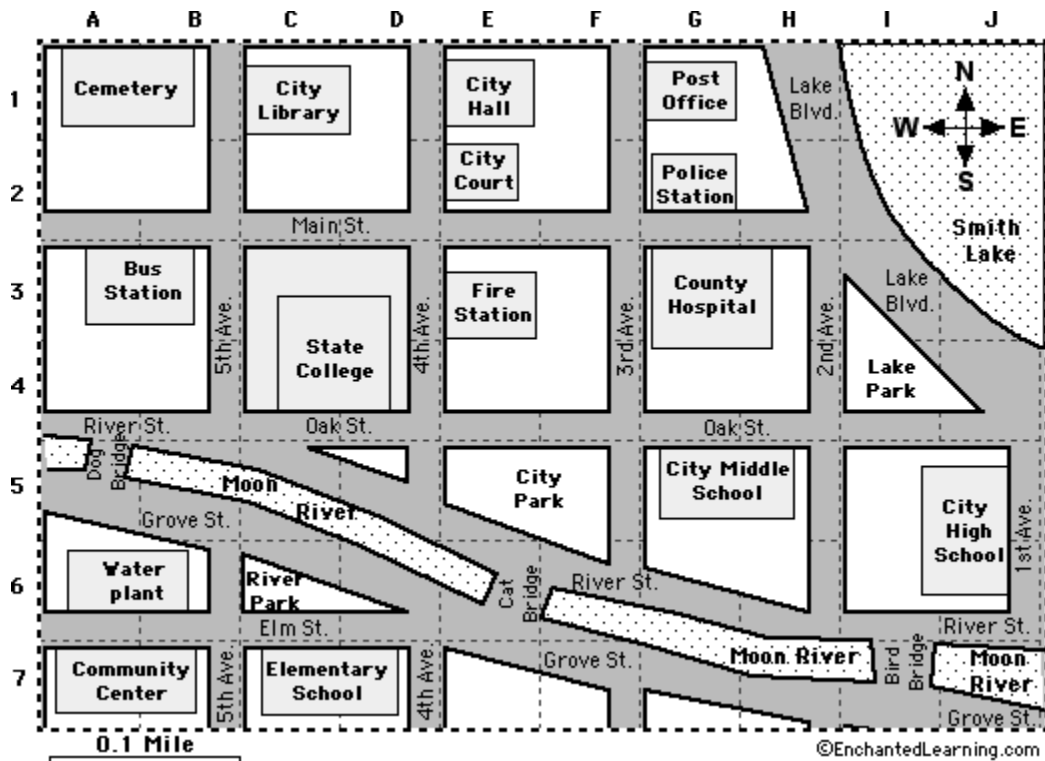 A B C D E F G H I J
1
2
3
4
5
6
7
Cemetery
City
Library
City
Hall
Post
Office
Lake
Blvd.
N
W E
S
City
Court
Police
Station
Main St.
Smith
Lake
Bus
Station
Fire
Station
County
Hospital
Lake
Blvd.
5th Ave.
State
College
4th Ave.
3rd Ave.
2nd Ave.
Lake
Park
River St.
Oak St.
Oak St.
Dog
Bridge
Moon
River
City
Park
City Middle
School
City
High
School
1st Ave.
Grove St.
Water
plant
River
Park
Cat
Bridge
River St.
Elm St.
River St.
Community
Center
5th Ave.
Elementary
School
4th Ave.
Grove St.
Moon River
Bird
Bridge
Moon
River
Grove St.
0.1 Mile
©EnchantedLearning.com